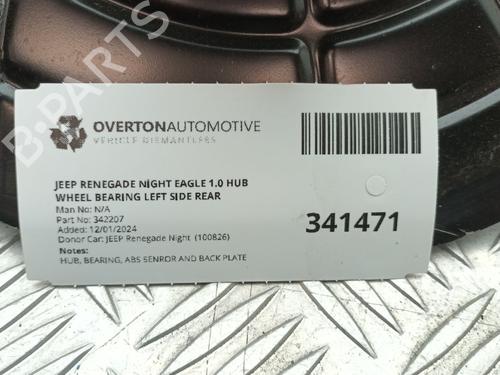 B-PARTS
OVERTONAUTOMOTIVE
VEHICLE DISMANTLERS
JEEP RENEGADE NIGHT EAGLE 1.0 HUB
WHEEL BEARING LEFT SIDE REAR
Man No: N/A
Part No: 342207
Added: 12/01/2024
Donor Car: JEEP Renegade Night (100826)
Notes:
HUB, BEARING, ABS SENROR AND BACK PLATE
341471